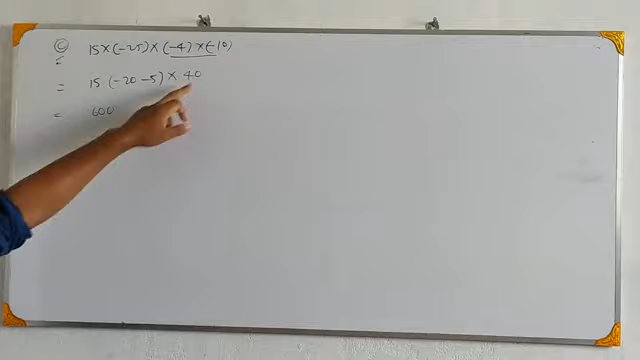 © 15×(-25)×(-4)×(-10)
= 15(-20-5)×40
= 600